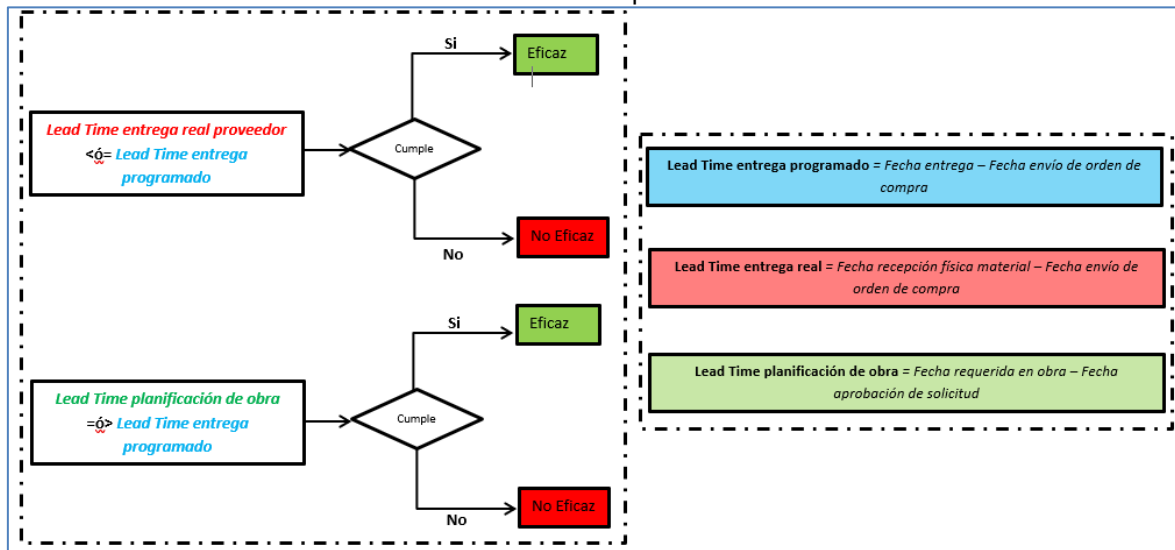 Si
Eficaz
Lead Time entrega real proveedor
<ó= Lead Time entrega
programado
Cumple
No
No Eficaz
Si
Eficaz
Lead Time planificación de obra
=ó> Lead Time entrega
programado
Cumple
No
No Eficaz
Lead Time entrega programado = Fecha entrega – Fecha envío de orden de
compra
Lead Time entrega real = Fecha recepción física material – Fecha envío de
orden de compra
Lead Time planificación de obra = Fecha requerida en obra – Fecha
aprobación de solicitud